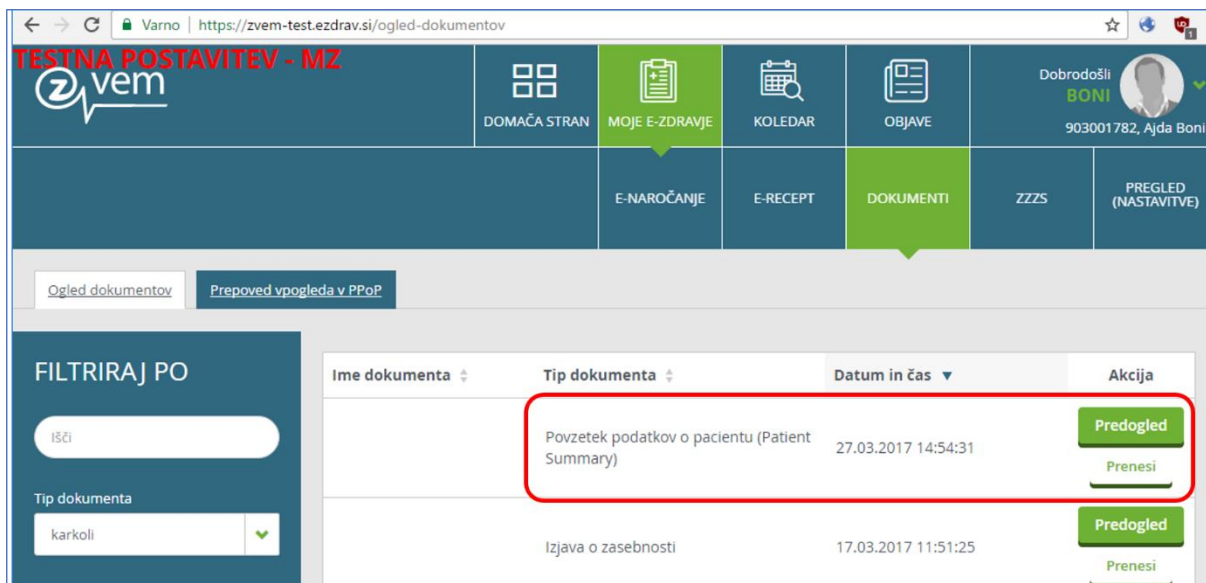 Varno | https://zvem-test.ezdrav.si/ogled-dokumentov
1
TESTNA POSTAVITEV - MZ
zvem
DOMAČA STRAN
MOJE E-ZDRAVJE
KOLEDAR
OBJAVE
Dobrodošli
BONI
903001782, Ajda Boni
E-NAROČANJE
E-RECEPT
DOKUMENTI
ZZZS
PREGLED
(NASTAVITVE)
Ogled dokumentov
Prepoved vpogleda v PPoP
FILTRIRAJ PO
Išči
Tip dokumenta
karkoli
Ime dokumenta
Tip dokumenta
Datum in čas
Akcija
Povzetek podatkov o pacientu (Patient
Summary)
27.03.2017 14:54:31
Predogled
Prenesi
Izjava o zasebnosti
17.03.2017 11:51:25
Predogled
Prenesi